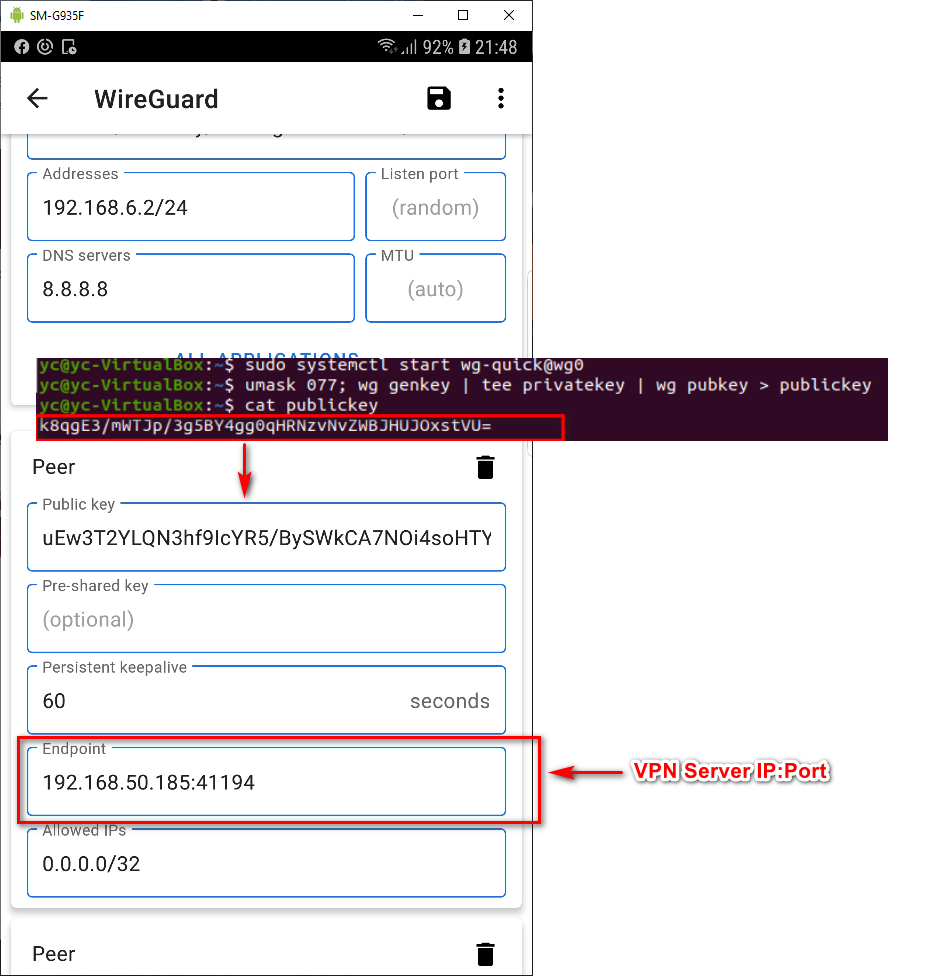 SM-G935F
92% 21:48
WireGuard
Addresses
192.168.6.2/24
Listen port
(random)
DNS servers
8.8.8.8
MTU
(auto)
ALL APPLICATIONS
yc@yc-VirtualBox:~$ sudo systemctl start wg-quick@wg0
yc@yc-VirtualBox:~$ umask 077; wg genkey | tee privatekey | wg pubkey > publickey
yc@yc-VirtualBox:~$ cat publickey
k8qgE3/mWTJp/3g5BY4gg0qHRNzvNvZWBJHUJOxstVU=
Peer
Public key
uEw3T2YLQN3hf9IcYR5/BySWkCA7NOi4soHTY
Pre-shared key
(optional)
Persistent keepalive
60 seconds
Endpoint
192.168.50.185:41194
VPN Server IP:Port
Allowed IPs
0.0.0.0/32
Peer